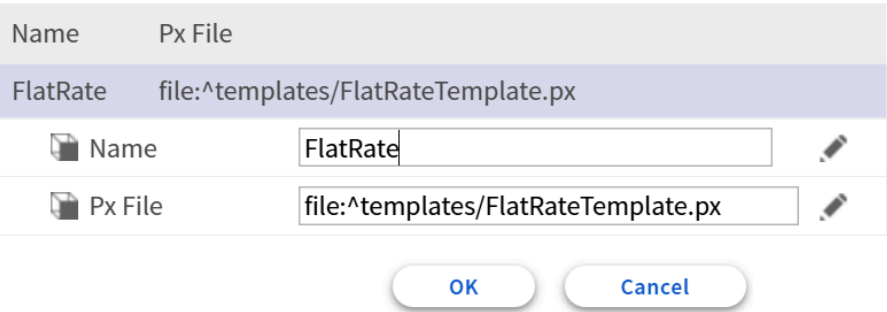 Name Px File
FlatRate file:^templates/FlatRateTemplate.px
Name FlatRate
Px File file:^templates/FlatRateTemplate.px
OK Cancel